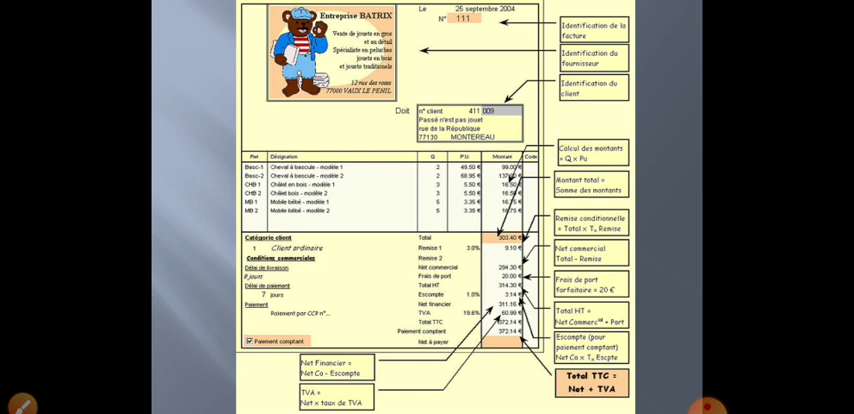 Le 25 septembre 2004
N° 111
Entreprise BATRIX
Vente de jouets en gros
et au détail
Spécialiste en peluches
jouets en bois
et jouets traditionnels
12 rue des roses
77000 VAUX LE PENIL
Doit
n° client 411 009
Passé n'est pas jouet
rue de la République
77130 MONTEREAU
Réf. Désignation Q P.U. Montant Code
Basc-1 Cheval à bascule - modèle 1 2 49.50 € 99.00 €
Basc-2 Cheval à bascule - modèle 2 2 68.95 €
CHB 1 Châlet en bois - modèle 1 3 5.50 € 16.50 €
CHB 2 Châlet bois - modèle 2 3 5.50 €
MB 1 Mobile bébé - modèle 1 5 3.35 €
MB 2 Mobile bébé - modèle 2 5 3.35 €
Catégorie client
1 Client ordinaire
Conditions commerciales
Délai de livraison
8 jours
Délai de paiement
7 jours
Paiement
Paiement par CCP n°...
Paiement comptant
Total 303.40 €
Remise 1 3.0% 9.10 €
Remise 2
Net commercial 294.30 €
Frais de port 20.00 €
Total HT 314.30 €
Escompte 1.0% 3.14 €
Net financier 311.16 €
TVA 19.6% 60.99 €
Total TTC 372.14 €
Paiement comptant 372.14 €
Net à payer
Identification de la
facture
Identification du
fournisseur
Identification du
client
Calcul des montants
= Q x Pu
Montant total =
Somme des montants
Remise conditionnelle
= Total x Tx Remise
Net commercial
Total - Remise
Frais de port
forfaitaire = 20 €
Total HT =
Net Commercial + Port
Escompte (pour
paiement comptant)
Net Co x Tx Escpte
Total TTC =
Net + TVA
Net Financier =
Net Co - Escompte
TVA =
Net x taux de TVA